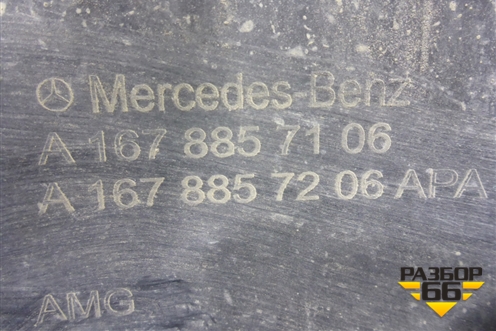 Mercedes-Benz
A 167 885 71 06
A 167 885 72 06 APA
AMG
РАЗБОР
66